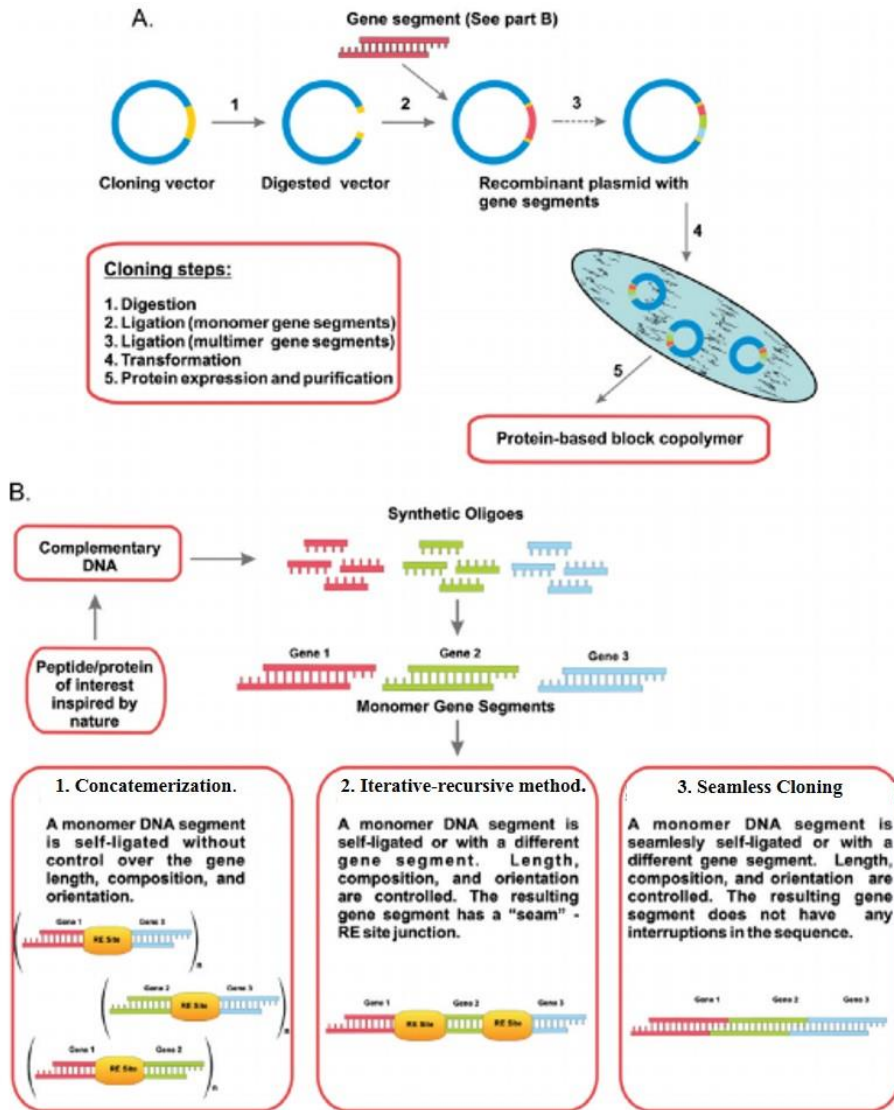 A.
Gene segment (See part B)
1
2
3
Cloning vector
Digested vector
Recombinant plasmid with
gene segments
4
Cloning steps:
1. Digestion
2. Ligation (monomer gene segments)
3. Ligation (multimer gene segments)
4. Transformation
5. Protein expression and purification
5
Protein-based block copolymer
B.
Synthetic Oligoes
Complementary
DNA
Gene 1
Gene 2
Gene 3
Peptide/protein
of interest
inspired by
nature
Monomer Gene Segments
1. Concatemerization.
A monomer DNA segment
is self-ligated without
control over the gene
length, composition, and
orientation.
Gene 1
Gene 3
RE Site
n
Gene 2
Gene 3
RE Site
n
Gene 1
Gene 2
RE Site
n
2. Iterative-recursive method.
A monomer DNA segment is
self-ligated or with a different
gene segment. Length,
composition, and orientation
are controlled. The resulting
gene segment has a "seam" -
RE site junction.
Gene 1
Gene 2
Gene 3
RE Site
RE Site
3. Seamless Cloning
A monomer DNA segment is
seamlesly self-ligated or with a
different gene segment. Length,
composition, and orientation are
controlled. The resulting gene
segment does not have any
interruptions in the sequence.
Gene 1
Gene 2
Gene 3